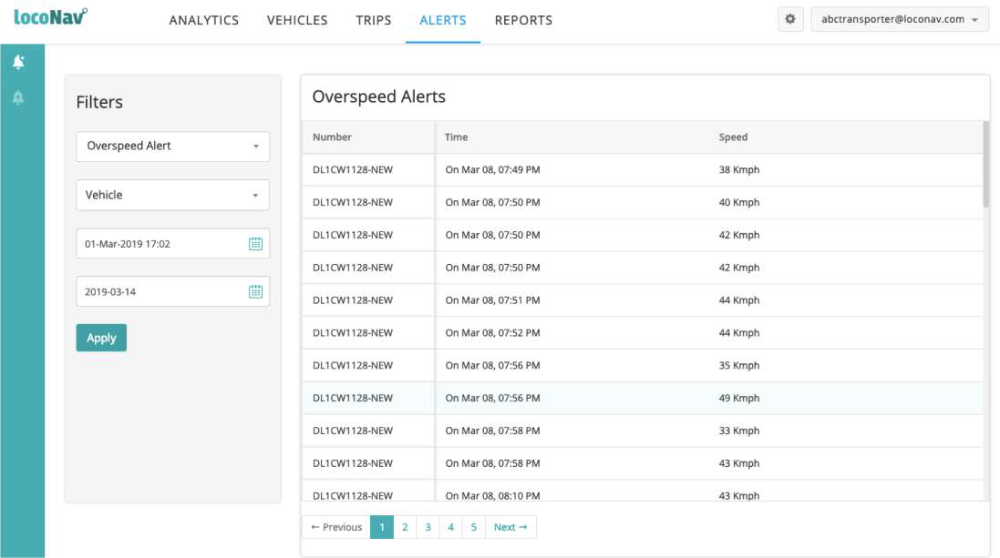 locoNav
ANALYTICS VEHICLES TRIPS ALERTS REPORTS
abctransporter@loconav.com
Filters
Overspeed Alert
Vehicle
01-Mar-2019 17:02
2019-03-14
Apply
Overspeed Alerts
Number Time Speed
DL1CW1128-NEW On Mar 08, 07:49 PM 38 Kmph
DL1CW1128-NEW On Mar 08, 07:50 PM 40 Kmph
DL1CW1128-NEW On Mar 08, 07:50 PM 42 Kmph
DL1CW1128-NEW On Mar 08, 07:50 PM 42 Kmph
DL1CW1128-NEW On Mar 08, 07:51 PM 44 Kmph
DL1CW1128-NEW On Mar 08, 07:52 PM 44 Kmph
DL1CW1128-NEW On Mar 08, 07:56 PM 35 Kmph
DL1CW1128-NEW On Mar 08, 07:56 PM 49 Kmph
DL1CW1128-NEW On Mar 08, 07:58 PM 33 Kmph
DL1CW1128-NEW On Mar 08, 07:58 PM 43 Kmph
DL1CW1128-NEW On Mar 08, 08:10 PM 43 Kmph
← Previous 1 2 3 4 5 Next →